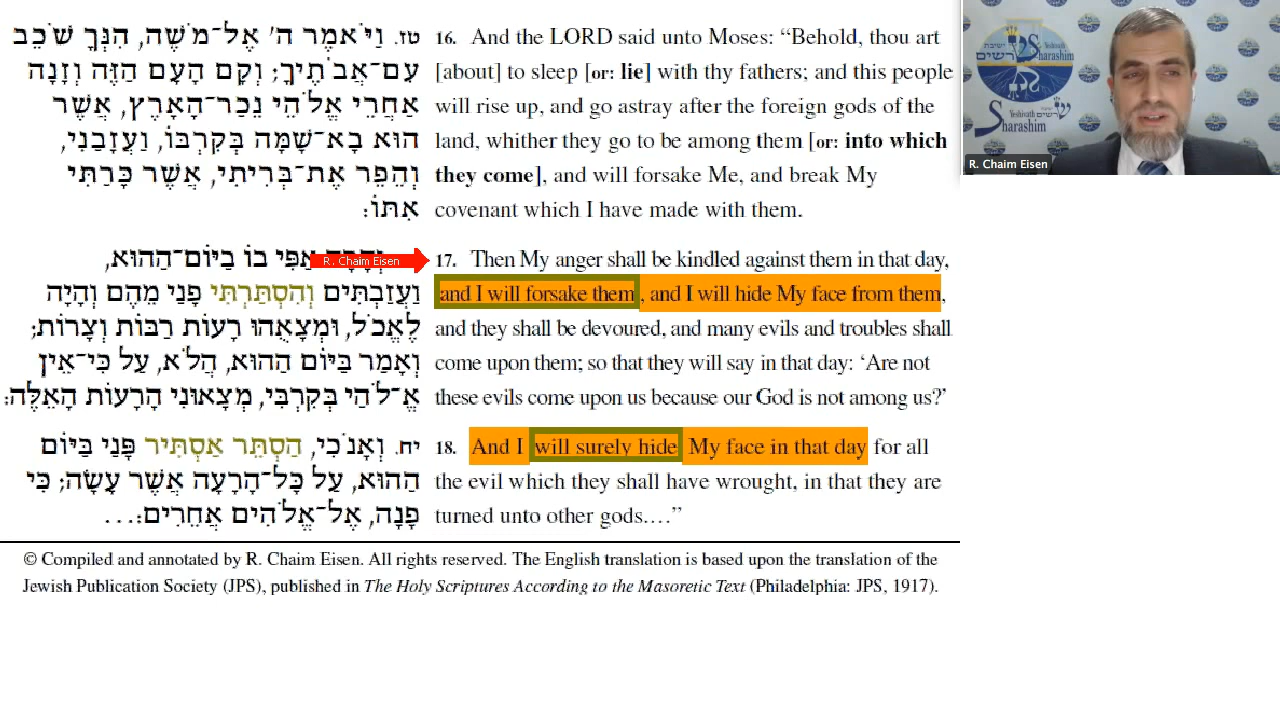 טז. וַיֹּאמֶר ה' אֶל־מֹשֶׁה, הִנְּךָ שֹׁכֵב
עִם־אֲבֹתֶיךָ; וְקָם הָעָם הַזֶּה וְזָנָה
אַחֲרֵי אֱלֹהֵי נֵכַר־הָאָרֶץ, אֲשֶׁר
הוּא בָא־שָׁמָּה בְּקִרְבּוֹ, וַעֲזָבַנִי,
וְהֵפֵר אֶת־בְּרִיתִי, אֲשֶׁר כָּרַתִּי
אִתּוֹ:
16. And the LORD said unto Moses: “Behold, thou art
[about] to sleep [or: lie] with thy fathers; and this people
will rise up, and go astray after the foreign gods of the
land, whither they go to be among them [or: into which
they come], and will forsake Me, and break My
covenant which I have made with them.
אַפִּי בוֹ בַיּוֹם־הַהוּא,
וַעֲזַבְתִּים וְהִסְתַּרְתִּי פָנַי מֵהֶם וְהָיָה
לֶאֱכֹל, וּמְצָאֻהוּ רָעוֹת רַבּוֹת וְצָרוֹת;
וְאָמַר בַּיּוֹם הַהוּא, הֲלֹא, עַל כִּי־אֵין
אֱ־לֹהַי בְּקִרְבִּי, מְצָאוּנִי הָרָעוֹת הָאֵלֶּה:
R. Chaim Eisen
17. Then My anger shall be kindled against them in that day,
and I will forsake them, and I will hide My face from them,
and they shall be devoured, and many evils and troubles shall
come upon them; so that they will say in that day: ‘Are not
these evils come upon us because our God is not among us?’
יח. וְאָנֹכִי, הַסְתֵּר אַסְתִּיר פָּנַי בַּיּוֹם
הַהוּא, עַל כָּל־הָרָעָה אֲשֶׁר עָשָׂה; כִּי
פָנָה, אֶל־אֱלֹהִים אֲחֵרִים:...
18. And I will surely hide My face in that day for all
the evil which they shall have wrought, in that they are
turned unto other gods....”
© Compiled and annotated by R. Chaim Eisen. All rights reserved. The English translation is based upon the translation of the
Jewish Publication Society (JPS), published in The Holy Scriptures According to the Masoretic Text (Philadelphia: JPS, 1917).
ישיבת
שרשים
Yeshivath
Sharashim
שרשים
Yeshivath
Sharashim
R. Chaim Eisen